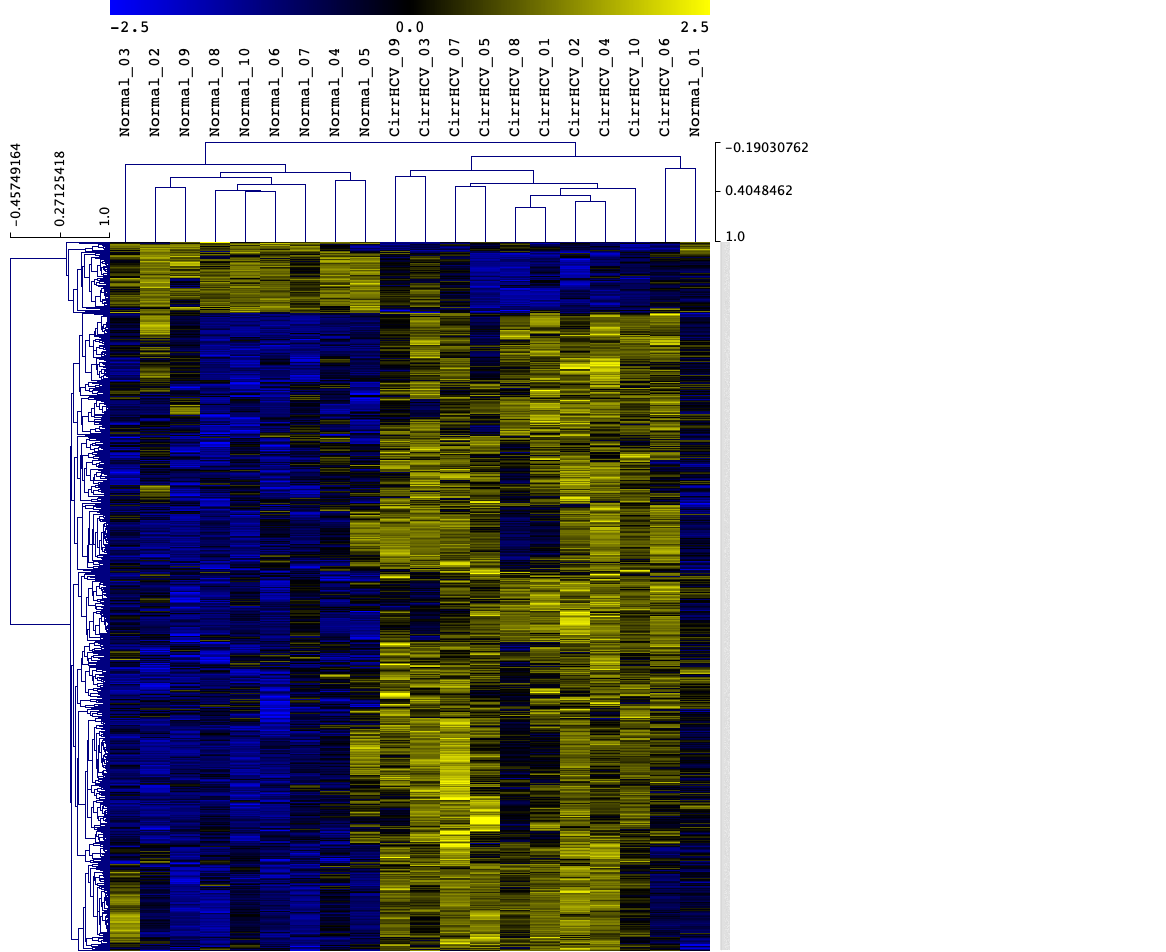 -2.5 0.0 2.5
Normal_03
Normal_02
Normal_09
Normal_08
Normal_10
Normal_06
Normal_07
Normal_04
Normal_05
CirrHCV_09
CirrHCV_03
CirrHCV_07
CirrHCV_05
CirrHCV_08
CirrHCV_01
CirrHCV_02
CirrHCV_04
CirrHCV_10
CirrHCV_06
Normal_01
-0.19030762
0.4048462
1.0
-0.45749164
0.27125418
1.0